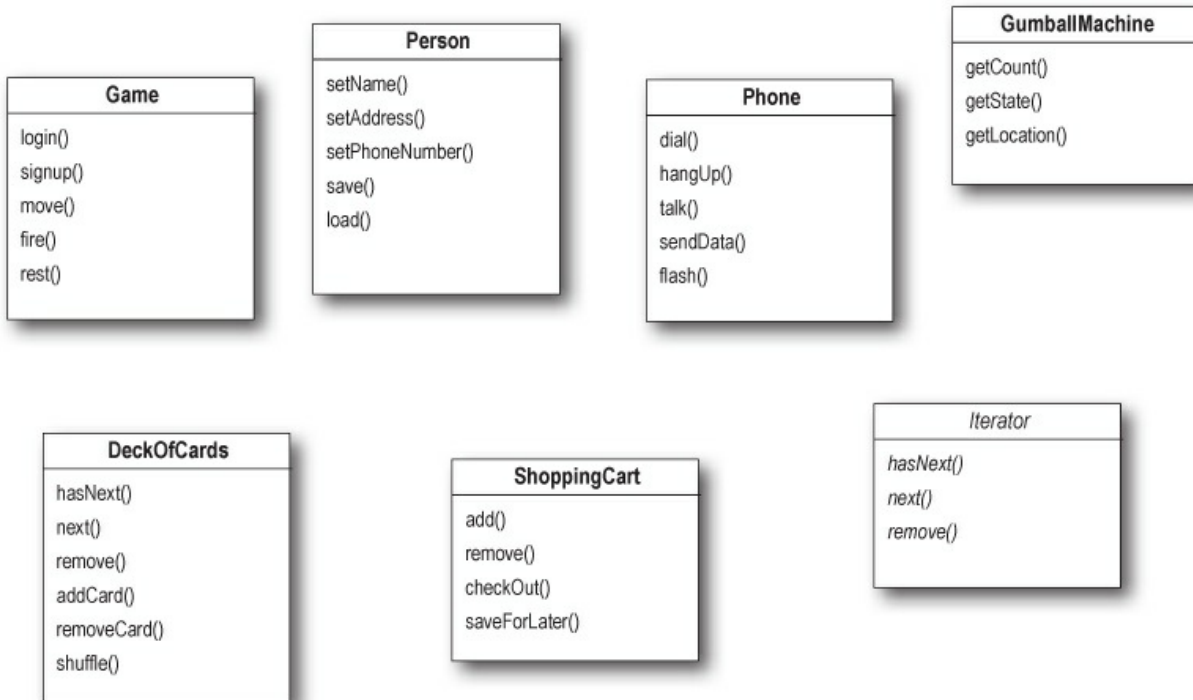 Game
login()
signup()
move()
fire()
rest()
Person
setName()
setAddress()
setPhoneNumber()
save()
load()
Phone
dial()
hangUp()
talk()
sendData()
flash()
GumballMachine
getCount()
getState()
getLocation()
DeckOfCards
hasNext()
next()
remove()
addCard()
removeCard()
shuffle()
ShoppingCart
add()
remove()
checkOut()
saveForLater()
Iterator
hasNext()
next()
remove()